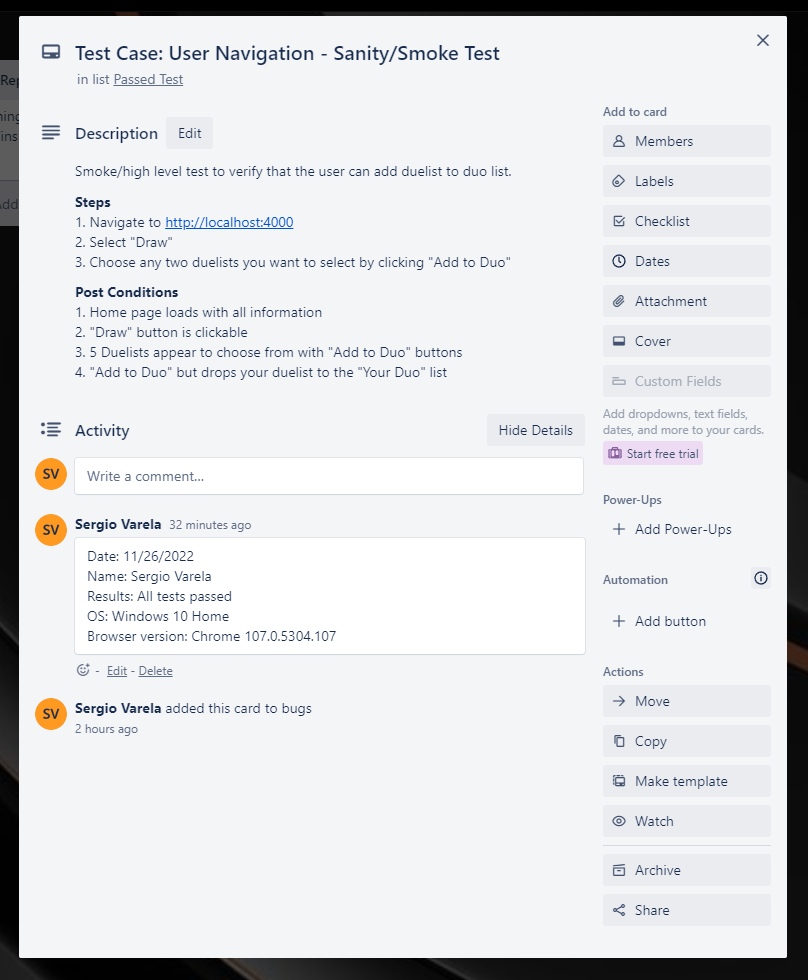 Test Case: User Navigation - Sanity/Smoke Test
in list Passed Test
Description
Edit
Smoke/high level test to verify that the user can add duelist to duo list.
Steps
1. Navigate to http://localhost:4000
2. Select "Draw"
3. Choose any two duelists you want to select by clicking "Add to Duo"
Post Conditions
1. Home page loads with all information
2. "Draw" button is clickable
3. 5 Duelists appear to choose from with "Add to Duo" buttons
4. "Add to Duo" but drops your duelist to the "Your Duo" list
Activity
Hide Details
SV
Write a comment...
SV
Sergio Varela 32 minutes ago
Date: 11/26/2022
Name: Sergio Varela
Results: All tests passed
OS: Windows 10 Home
Browser version: Chrome 107.0.5304.107
- Edit - Delete
SV
Sergio Varela added this card to bugs
2 hours ago
Add to card
Members
Labels
Checklist
Dates
Attachment
Cover
Custom Fields
Add dropdowns, text fields,
dates, and more to your cards.
Start free trial
Power-Ups
Add Power-Ups
Automation
Add button
Actions
Move
Copy
Make template
Watch
Archive
Share